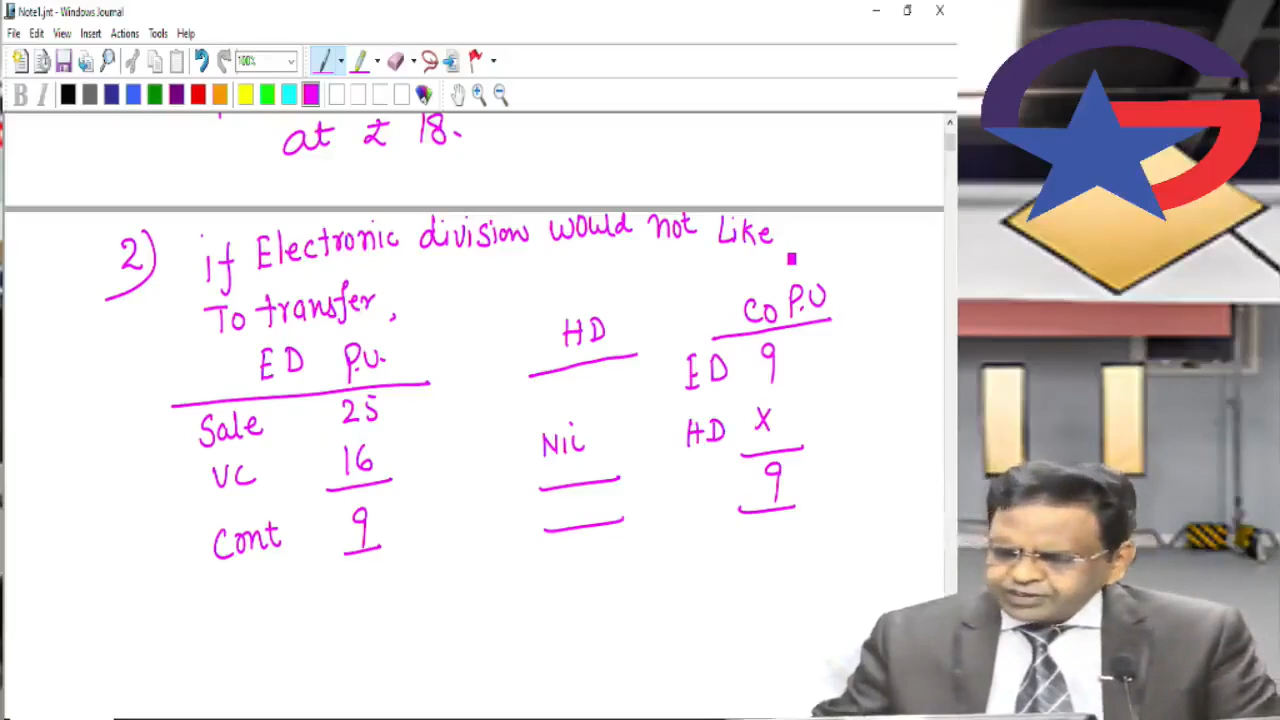 Note1.jnt - Windows Journal
File Edit View Insert Actions Tools Help
100%
B I
at ₹ 18.
2) if Electronic division would not Like
To transfer,
ED P.U. HD CO P.U
Sale 25 ED 9
VC 16 Nil HD X
Cont 9 9